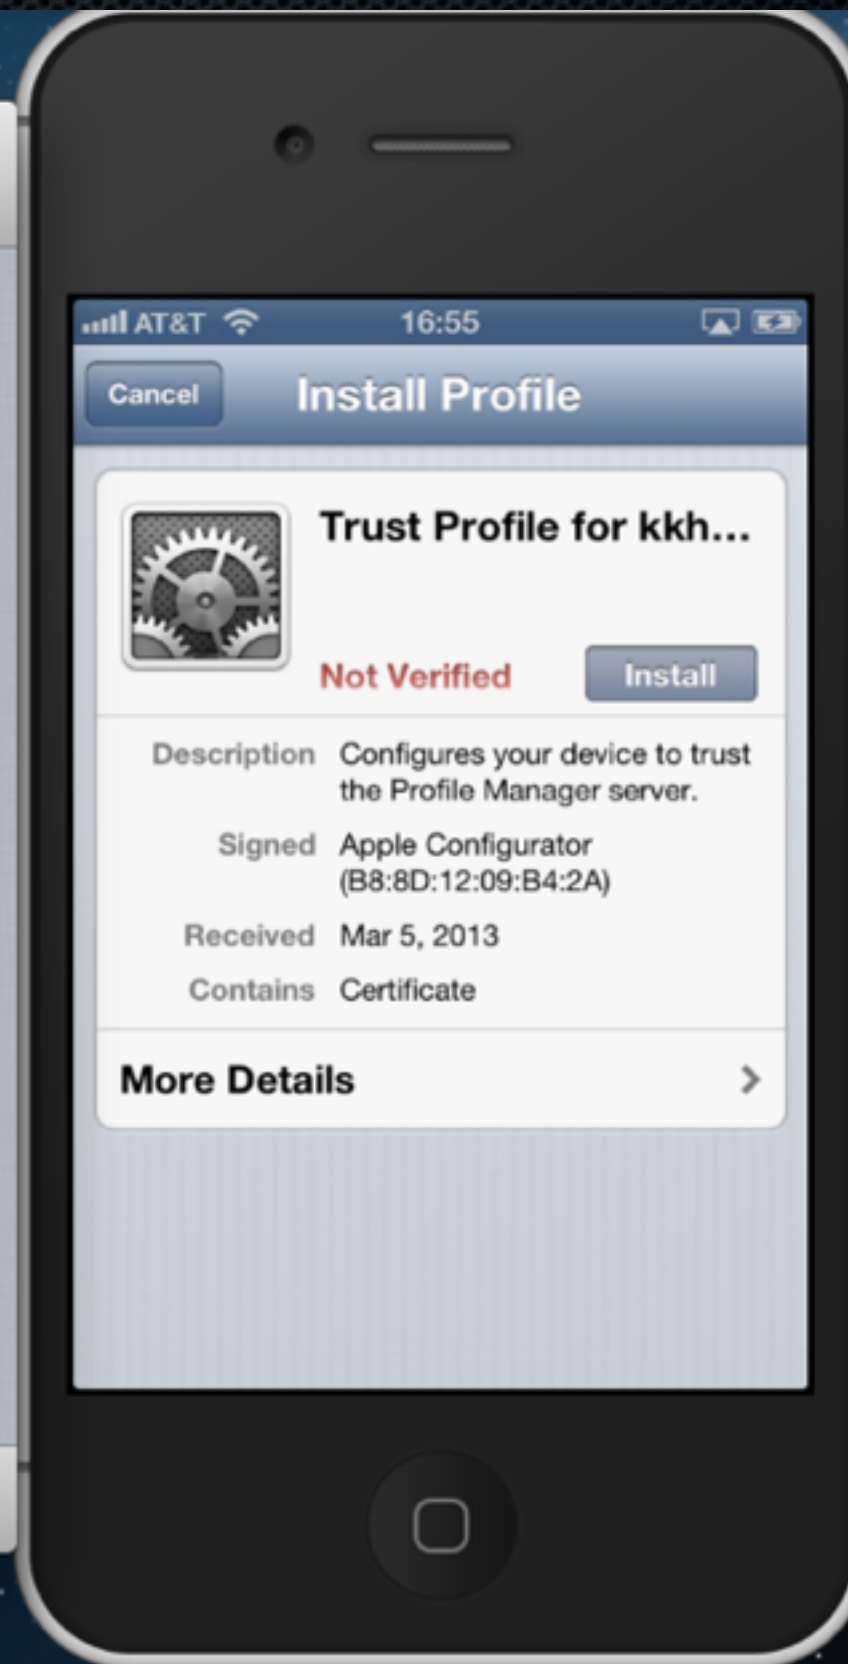 AT&T 16:55
Cancel Install Profile
Trust Profile for kkh...
Not Verified Install
Description Configures your device to trust
the Profile Manager server.
Signed Apple Configurator
(B8:8D:12:09:B4:2A)
Received Mar 5, 2013
Contains Certificate
More Details